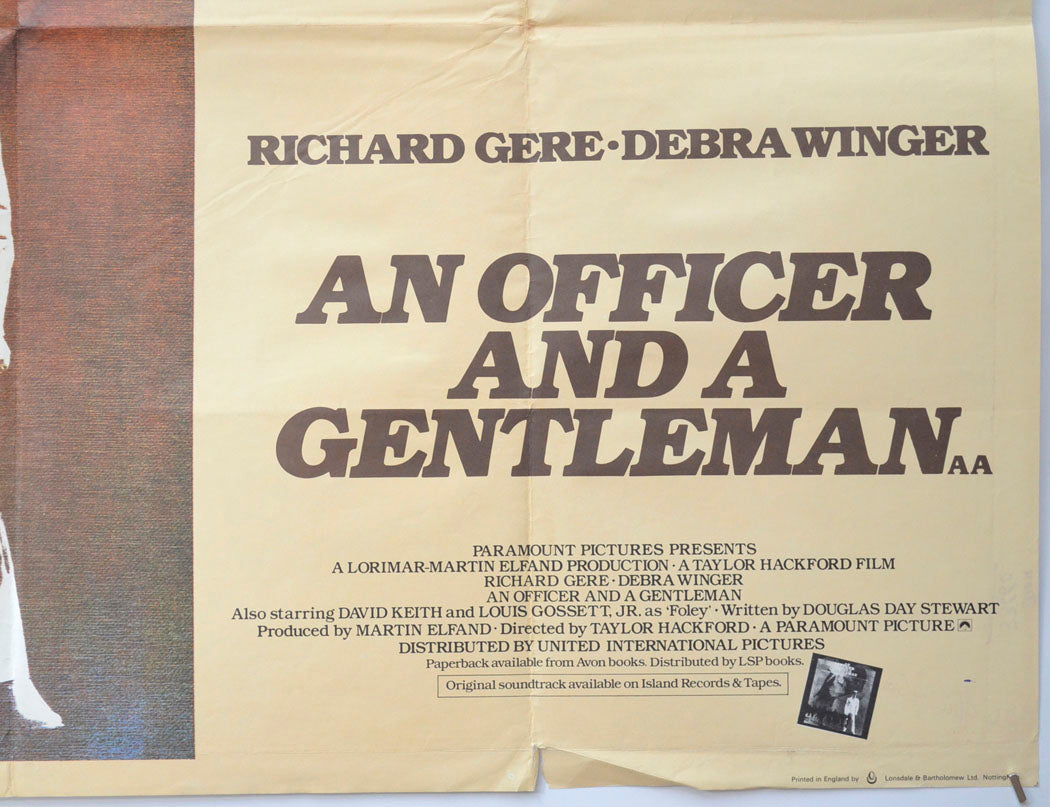 RICHARD GERE • DEBRA WINGER
AN OFFICER
AND A
GENTLEMAN AA
PARAMOUNT PICTURES PRESENTS
A LORIMAR-MARTIN ELFAND PRODUCTION · A TAYLOR HACKFORD FILM
RICHARD GERE · DEBRA WINGER
AN OFFICER AND A GENTLEMAN
Also starring DAVID KEITH and LOUIS GOSSETT, JR. as 'Foley' · Written by DOUGLAS DAY STEWART
Produced by MARTIN ELFAND · Directed by TAYLOR HACKFORD · A PARAMOUNT PICTURE
DISTRIBUTED BY UNITED INTERNATIONAL PICTURES
Paperback available from Avon books. Distributed by LSP books.
Original soundtrack available on Island Records & Tapes.
Printed in England by Lonsdale & Bartholomew Ltd.